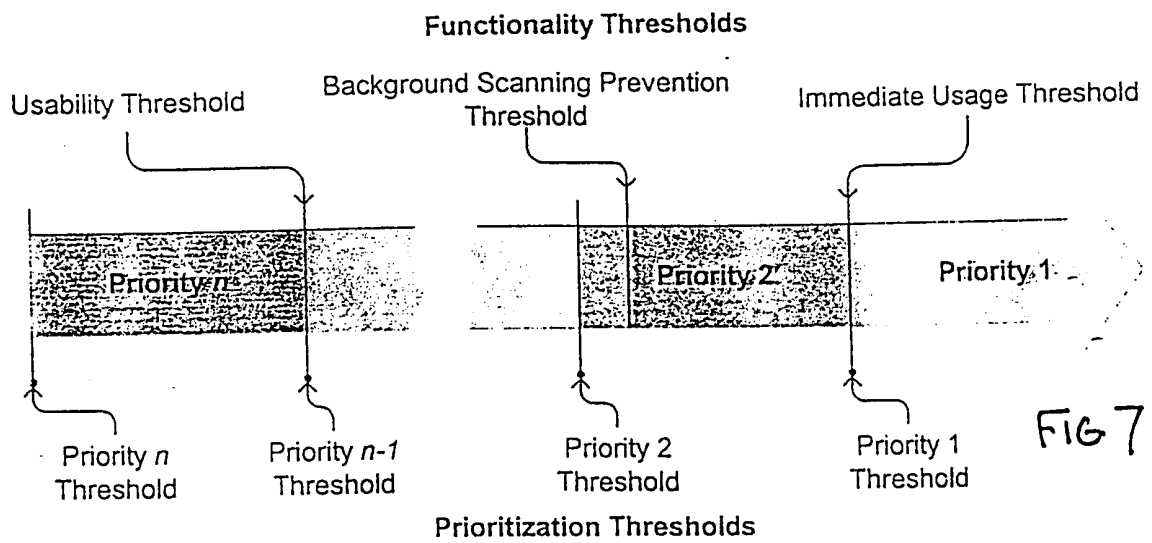 Functionality Thresholds
Usability Threshold
Background Scanning Prevention
Threshold
Immediate Usage Threshold
Priority n
Priority 2
Priority 1
Priority n
Threshold
Priority n-1
Threshold
Priority 2
Threshold
Priority 1
Threshold
FIG 7
Prioritization Thresholds